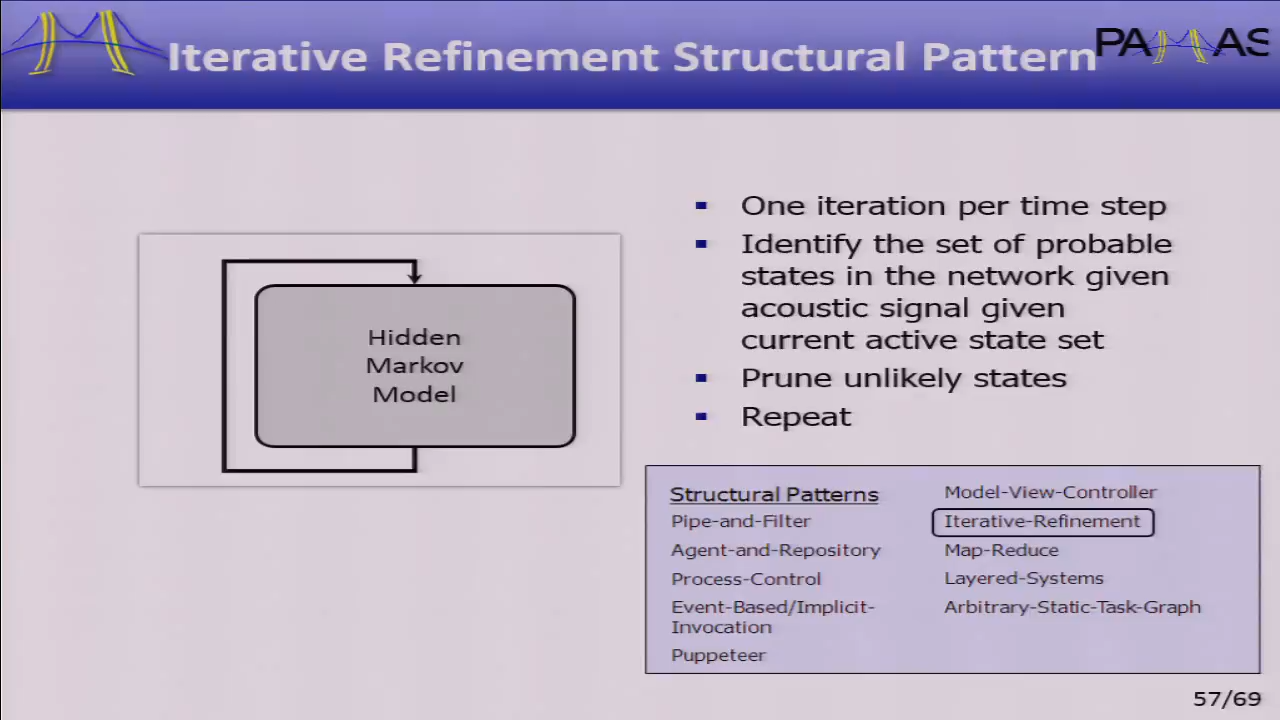 Iterative Refinement Structural Pattern
PA AS
Hidden
Markov
Model
One iteration per time step
Identify the set of probable
states in the network given
acoustic signal given
current active state set
Prune unlikely states
Repeat
Structural Patterns
Pipe-and-Filter
Agent-and-Repository
Process-Control
Event-Based/Implicit-
Invocation
Puppeteer
Model-View-Controller
Iterative-Refinement
Map-Reduce
Layered-Systems
Arbitrary-Static-Task-Graph
57/69